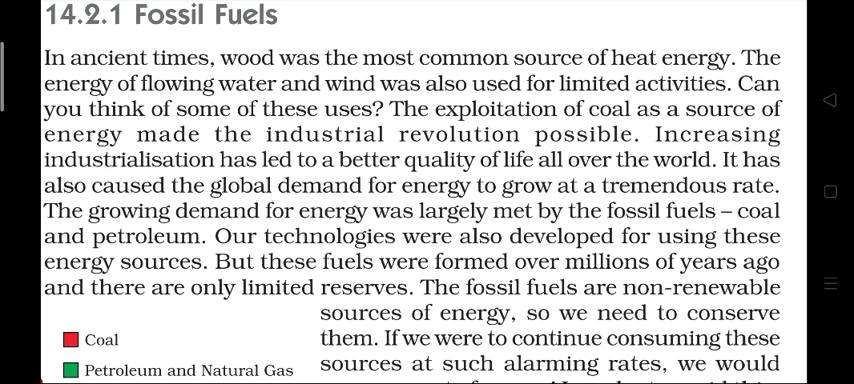 14.2.1 Fossil Fuels
In ancient times, wood was the most common source of heat energy. The
energy of flowing water and wind was also used for limited activities. Can
you think of some of these uses? The exploitation of coal as a source of
energy made the industrial revolution possible. Increasing
industrialisation has led to a better quality of life all over the world. It has
also caused the global demand for energy to grow at a tremendous rate.
The growing demand for energy was largely met by the fossil fuels – coal
and petroleum. Our technologies were also developed for using these
energy sources. But these fuels were formed over millions of years ago
and there are only limited reserves. The fossil fuels are non-renewable
sources of energy, so we need to conserve
them. If we were to continue consuming these
sources at such alarming rates, we would
Coal
Petroleum and Natural Gas